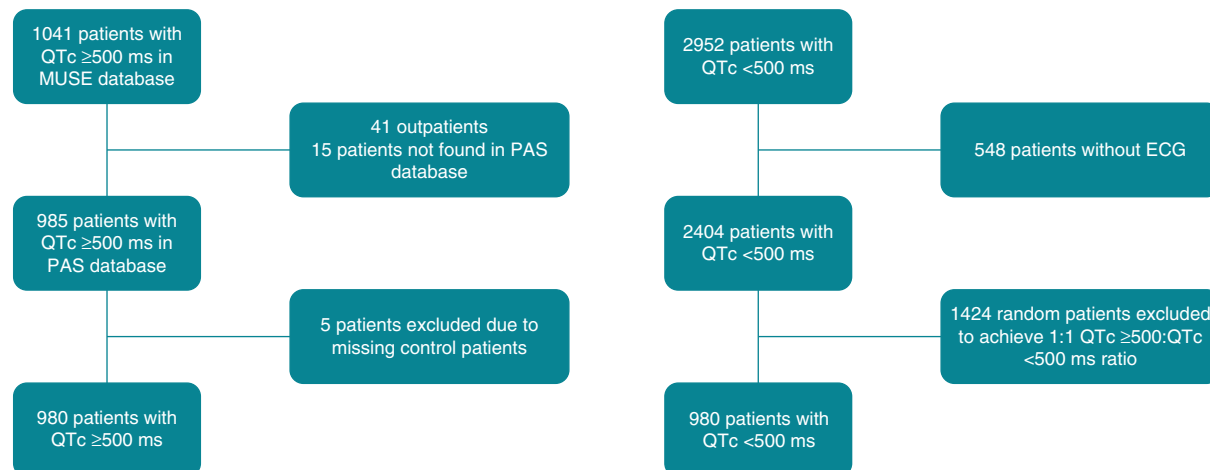 1041 patients with
QTc ≥500 ms in
MUSE database
41 outpatients
15 patients not found in PAS
database
985 patients with
QTc ≥500 ms in
PAS database
5 patients excluded due to
missing control patients
980 patients with
QTc ≥500 ms
2952 patients with
QTc <500 ms
548 patients without ECG
2404 patients with
QTc <500 ms
1424 random patients excluded
to achieve 1:1 QTc ≥500:QTc
<500 ms ratio
980 patients with
QTc <500 ms